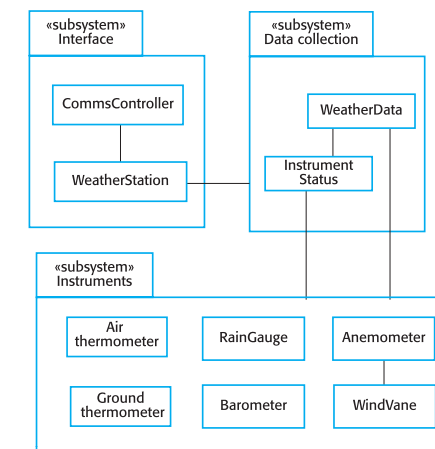 «subsystem»
Interface
CommsController
WeatherStation
«subsystem»
Data collection
WeatherData
Instrument
Status
«subsystem»
Instruments
Air
thermometer
RainGauge
Anemometer
Ground
thermometer
Barometer
WindVane